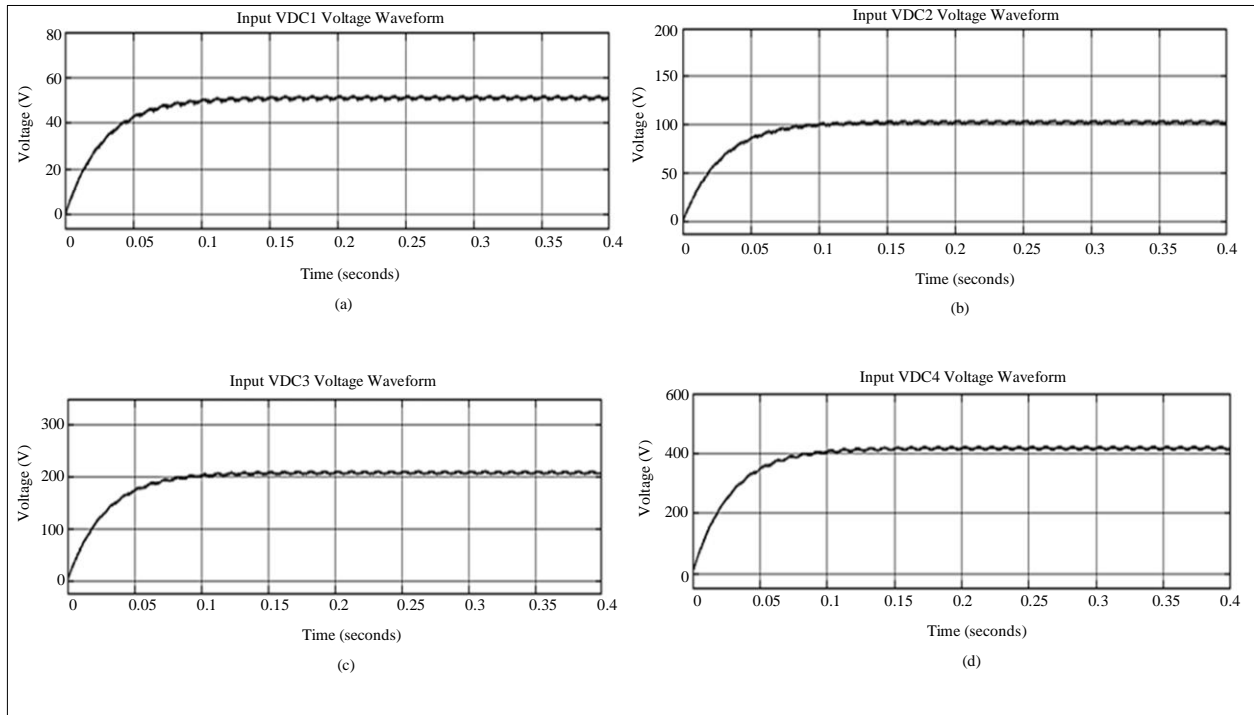 Input VDC1 Voltage Waveform
Voltage (V)
80
60
40
20
0
0 0.05 0.1 0.15 0.2 0.25 0.3 0.35 0.4
Time (seconds)
(a)
Input VDC2 Voltage Waveform
Voltage (V)
200
150
100
50
0
0 0.05 0.1 0.15 0.2 0.25 0.3 0.35 0.4
Time (seconds)
(b)
Input VDC3 Voltage Waveform
Voltage (V)
300
200
100
0
0 0.05 0.1 0.15 0.2 0.25 0.3 0.35 0.4
Time (seconds)
(c)
Input VDC4 Voltage Waveform
Voltage (V)
600
400
200
0
0 0.05 0.1 0.15 0.2 0.25 0.3 0.35 0.4
Time (seconds)
(d)